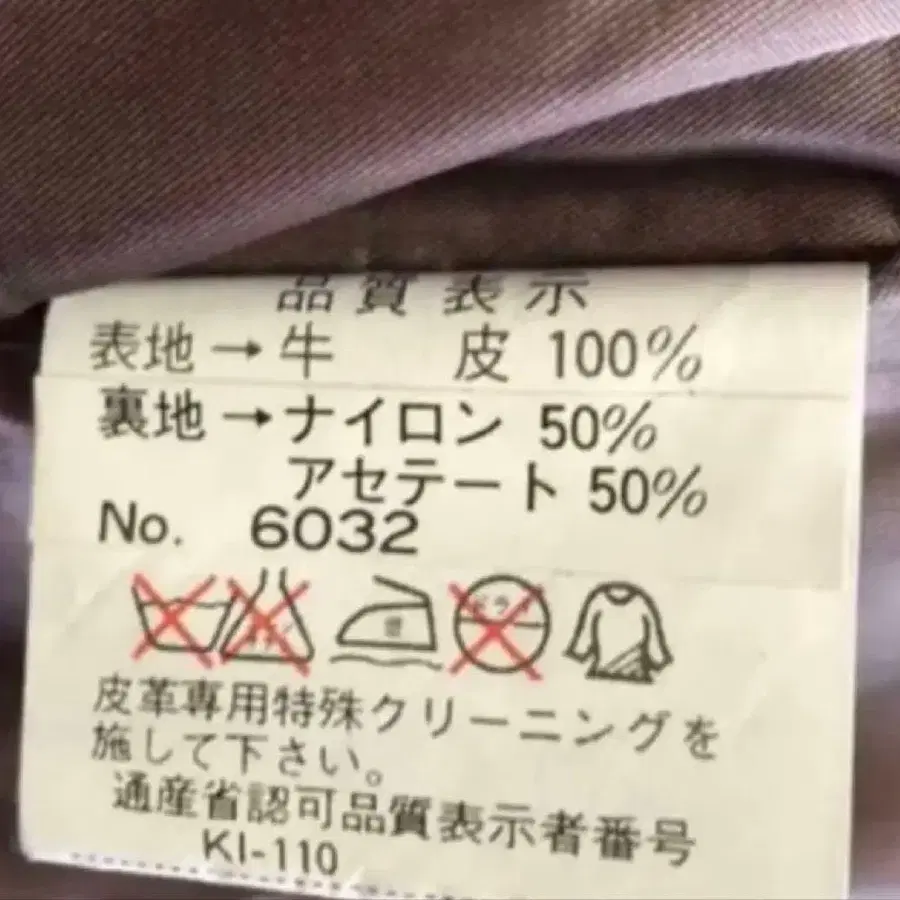 品質表示
表地→牛 皮 100%
裏地→ナイロン 50%
アセテート 50%
No. 6032
皮革専用特殊クリーニングを
施して下さい。
通産省認可品質表示者番号
KI-110